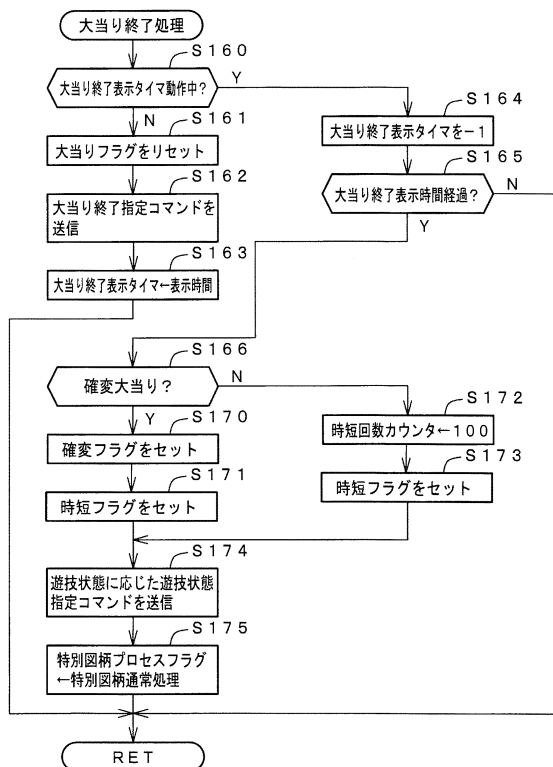 大当り終了処理
S160
大当り終了表示タイマ動作中?
Y
N
S161
大当りフラグをリセット
S162
大当り終了指定コマンドを
送信
S163
大当り終了表示タイマ←表示時間
S164
大当り終了表示タイマを−1
S165
大当り終了表示時間経過?
N
Y
S166
確変大当り?
N
Y
S170
確変フラグをセット
S171
時短フラグをセット
S172
時短回数カウンタ←100
S173
時短フラグをセット
S174
遊技状態に応じた遊技状態
指定コマンドを送信
S175
特別図柄プロセスフラグ
←特別図柄通常処理
RET